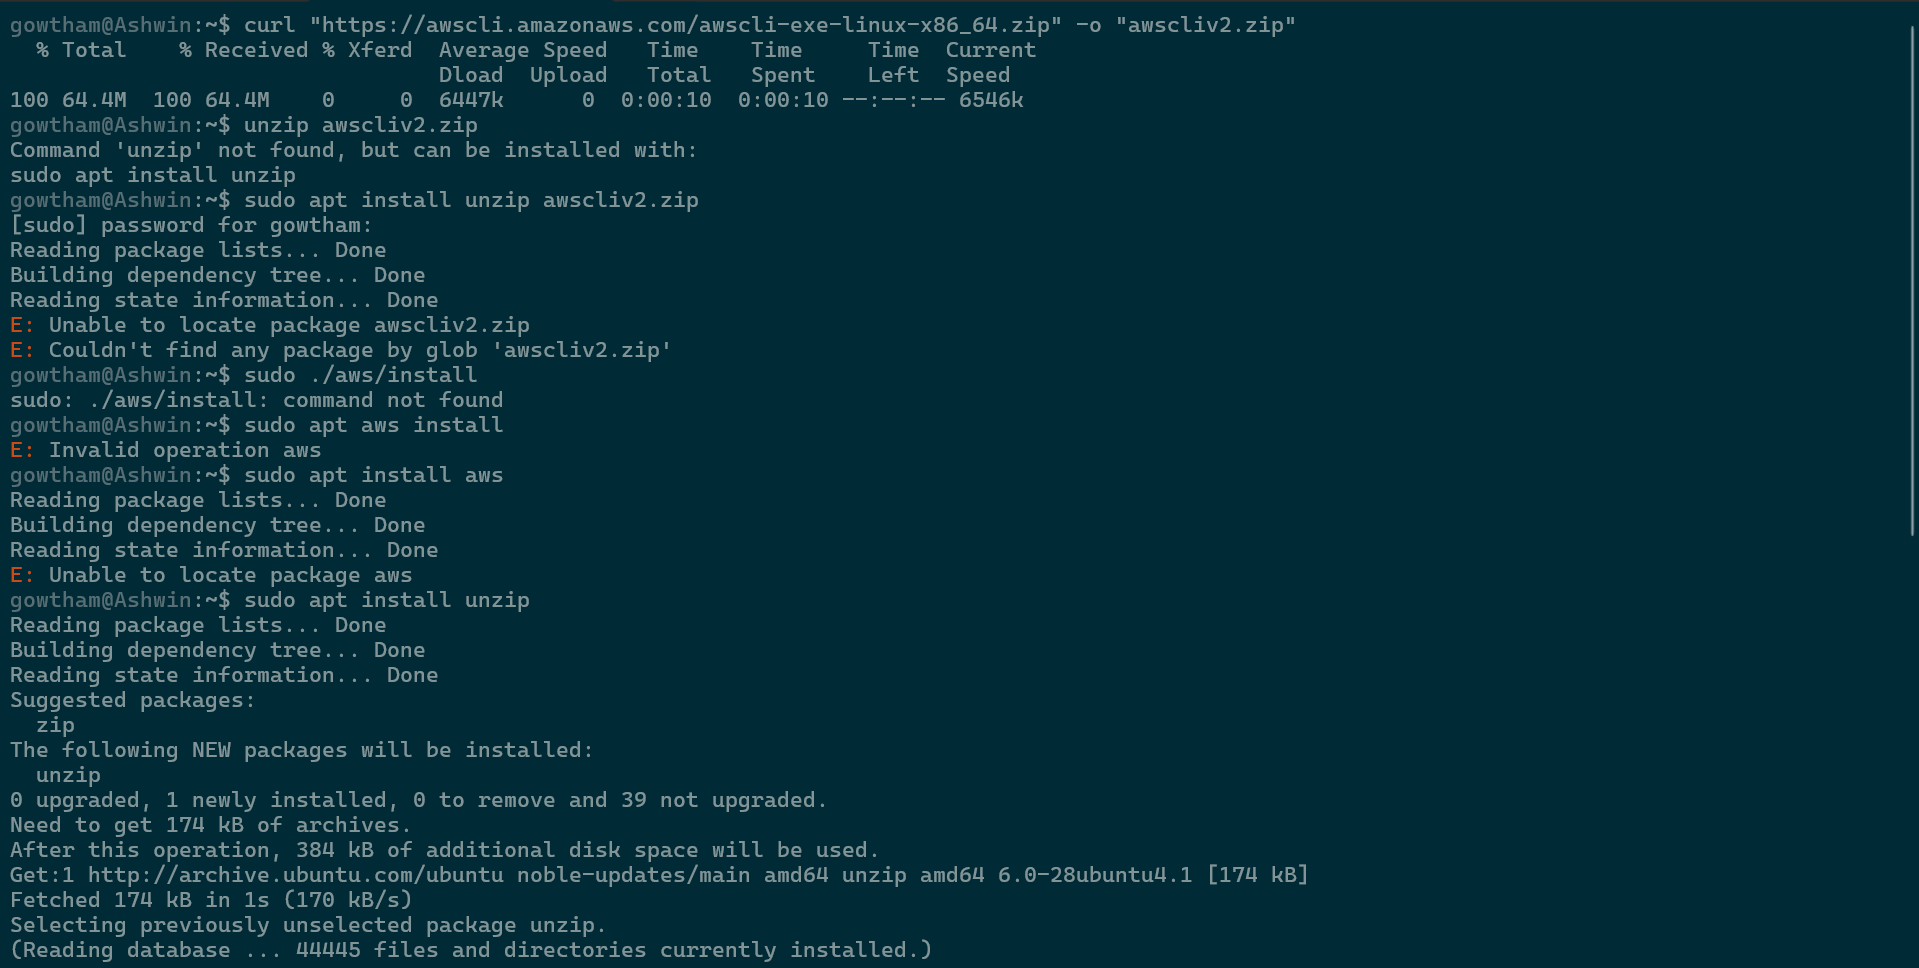 gowtham@Ashwin:~$ curl "https://awscli.amazonaws.com/awscli-exe-linux-x86_64.zip" -o "awscliv2.zip"
  % Total    % Received % Xferd  Average Speed   Time    Time     Time  Current
                                 Dload  Upload   Total   Spent    Left  Speed
100 64.4M  100 64.4M    0     0  6447k      0  0:00:10  0:00:10 --:--:-- 6546k
gowtham@Ashwin:~$ unzip awscliv2.zip
Command 'unzip' not found, but can be installed with:
sudo apt install unzip
gowtham@Ashwin:~$ sudo apt install unzip awscliv2.zip
[sudo] password for gowtham:
Reading package lists... Done
Building dependency tree... Done
Reading state information... Done
E: Unable to locate package awscliv2.zip
E: Couldn't find any package by glob 'awscliv2.zip'
gowtham@Ashwin:~$ sudo ./aws/install
sudo: ./aws/install: command not found
gowtham@Ashwin:~$ sudo apt aws install
E: Invalid operation aws
gowtham@Ashwin:~$ sudo apt install aws
Reading package lists... Done
Building dependency tree... Done
Reading state information... Done
E: Unable to locate package aws
gowtham@Ashwin:~$ sudo apt install unzip
Reading package lists... Done
Building dependency tree... Done
Reading state information... Done
Suggested packages:
  zip
The following NEW packages will be installed:
  unzip
0 upgraded, 1 newly installed, 0 to remove and 39 not upgraded.
Need to get 174 kB of archives.
After this operation, 384 kB of additional disk space will be used.
Get:1 http://archive.ubuntu.com/ubuntu noble-updates/main amd64 unzip amd64 6.0-28ubuntu4.1 [174 kB]
Fetched 174 kB in 1s (170 kB/s)
Selecting previously unselected package unzip.
(Reading database ... 44445 files and directories currently installed.)